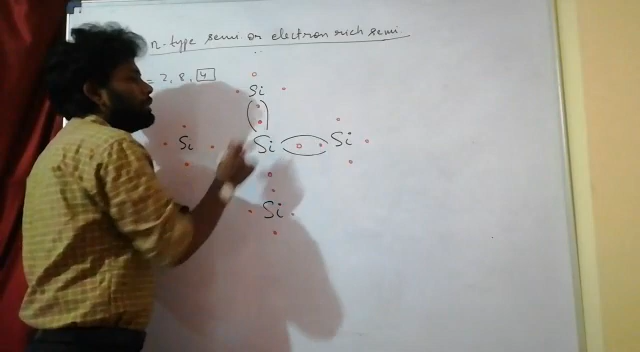 n-type semi or electron rich semi.
= 2, 8, 4
Si
Si Si Si
Si